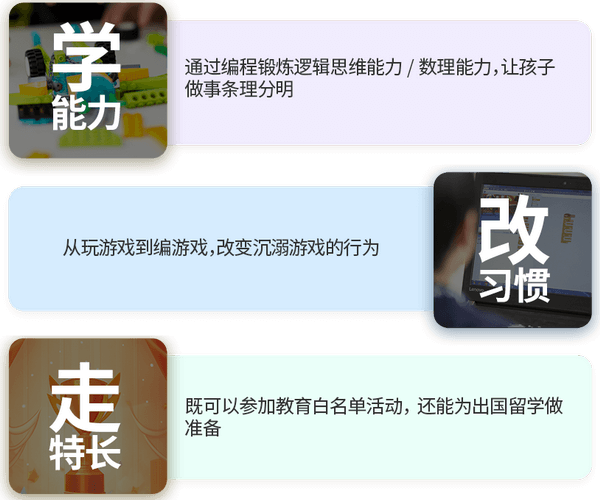 学
能力
通过编程锻炼逻辑思维能力 / 数理能力,让孩子
做事条理分明
从玩游戏到编游戏,改变沉溺游戏的行为
改
习惯
走
特长
既可以参加教育白名单活动，还能为出国留学做
准备